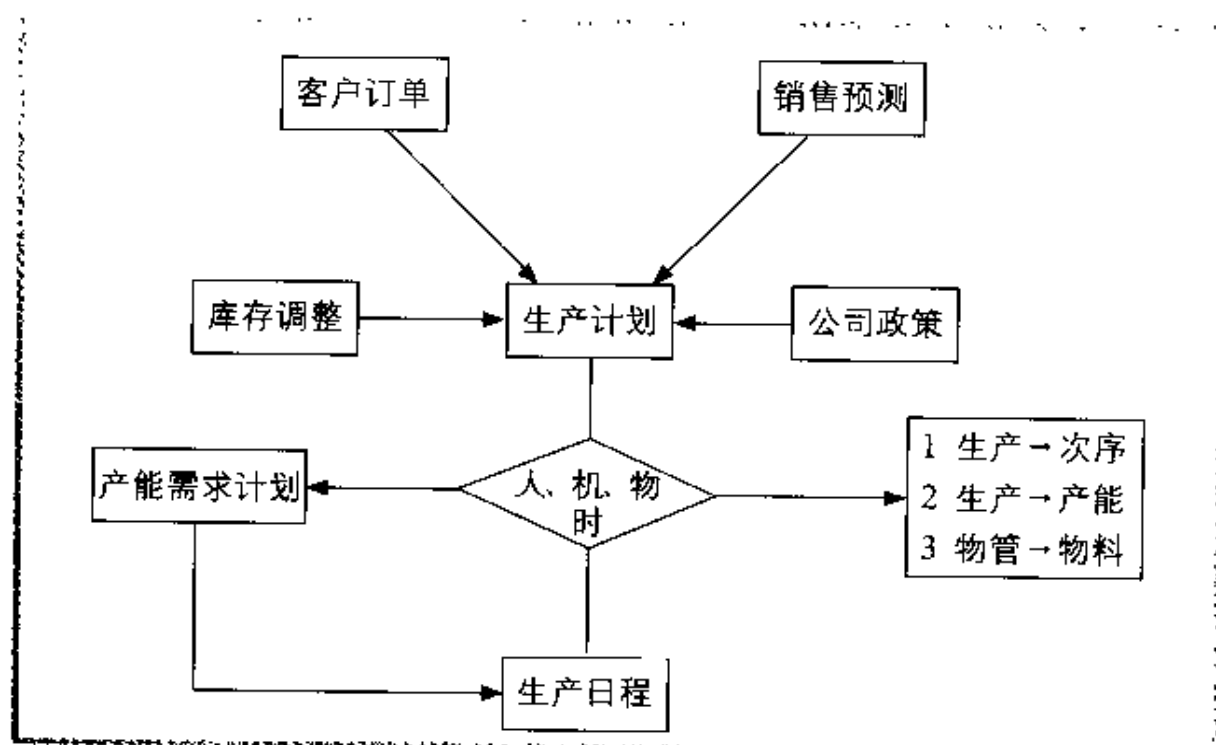 客户订单
销售预测
库存调整
生产计划
公司政策
产能需求计划
人、机、物
时
1 生产→次序
2 生产→产能
3 物管→物料
生产日程